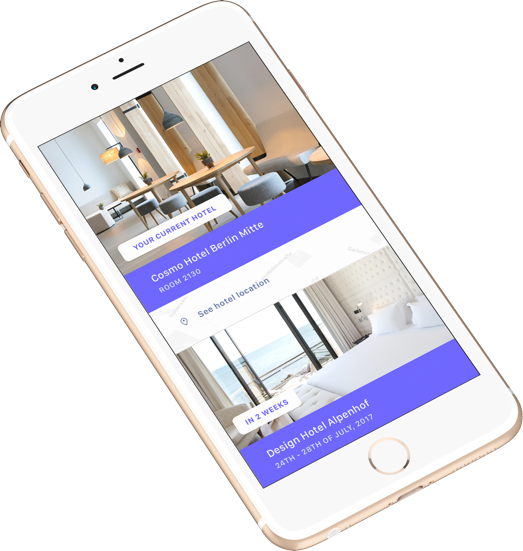 YOUR CURRENT HOTEL
Cosmo Hotel Berlin Mitte
ROOM 2130
See hotel location
IN 2 WEEKS
Design Hotel Alpenhof
24TH - 28TH OF JULY, 2017